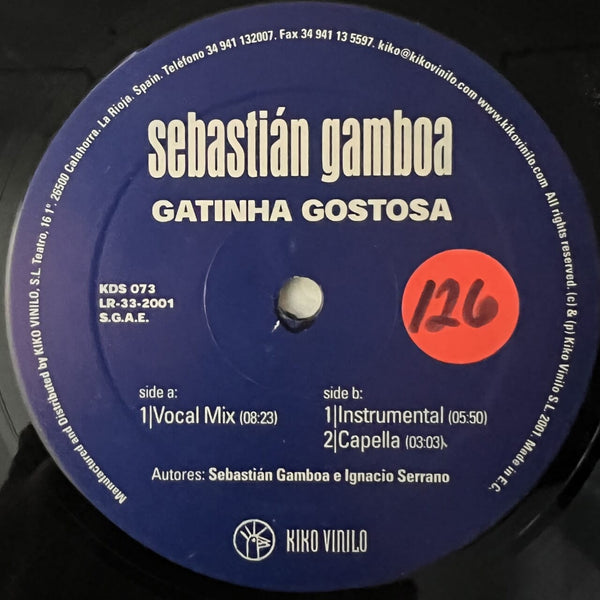 Manufactured and Distributed by KIKO VINILO, S.L. Teatro, 16 1°. 26500 Calahorra. La Rioja. Spain. Teléfono 34 941 132007. Fax 34 941 13 5597. kiko@kikovinilo.com www.kikovinilo.com All rights reserved. (c) & (p) Kiko Vinilo S.L. 2001. Made in E.C.
sebastián gamboa
GATINHA GOSTOSA
KDS 073
LR-33-2001
S.G.A.E.
126
side a:
1|Vocal Mix (08:23)
side b:
1|Instrumental (05:50)
2|Capella (03:03)
Autores: Sebastián Gamboa e Ignacio Serrano
KIKO VINILO